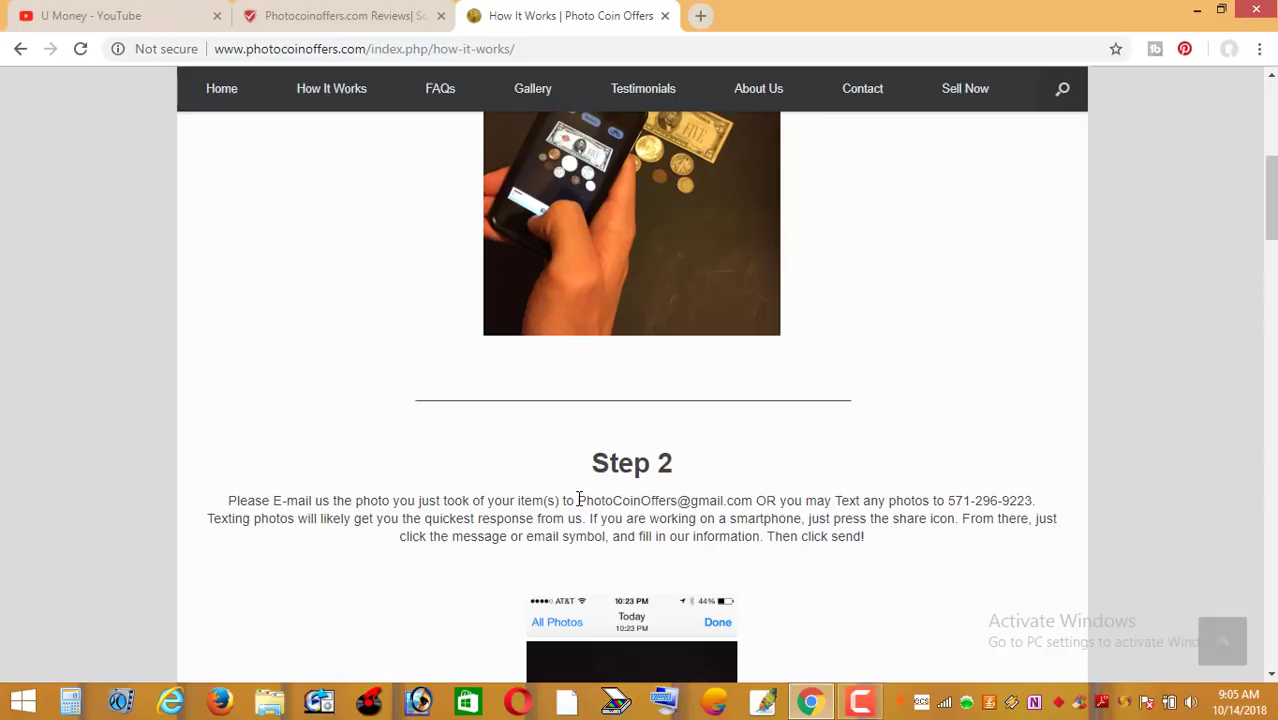 U Money - YouTube
Photocoinoffers.com Reviews| Sc
How It Works | Photo Coin Offers
Not secure
www.photocoinoffers.com/index.php/how-it-works/
Home
How It Works
FAQs
Gallery
Testimonials
About Us
Contact
Sell Now
FIVE
Step 2
Please E-mail us the photo you just took of your item(s) to PhotoCoinOffers@gmail.com OR you may Text any photos to 571-296-9223.
Texting photos will likely get you the quickest response from us. If you are working on a smartphone, just press the share icon. From there, just
click the message or email symbol, and fill in our information. Then click send!
AT&T
10:23 PM
44%
All Photos
Today
10:23 PM
Done
Activate Windows
Go to PC settings to activate Wind
9:05 AM
10/14/2018